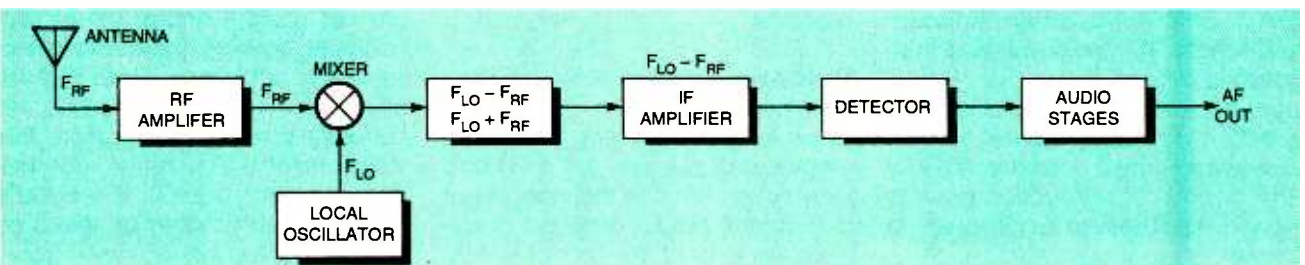 ANTENNA
F_RF
RF
AMPLIFER
F_RF
MIXER
F_LO
LOCAL
OSCILLATOR
F_LO – F_RF
F_LO + F_RF
F_LO – F_RF
IF
AMPLIFIER
DETECTOR
AUDIO
STAGES
AF
OUT